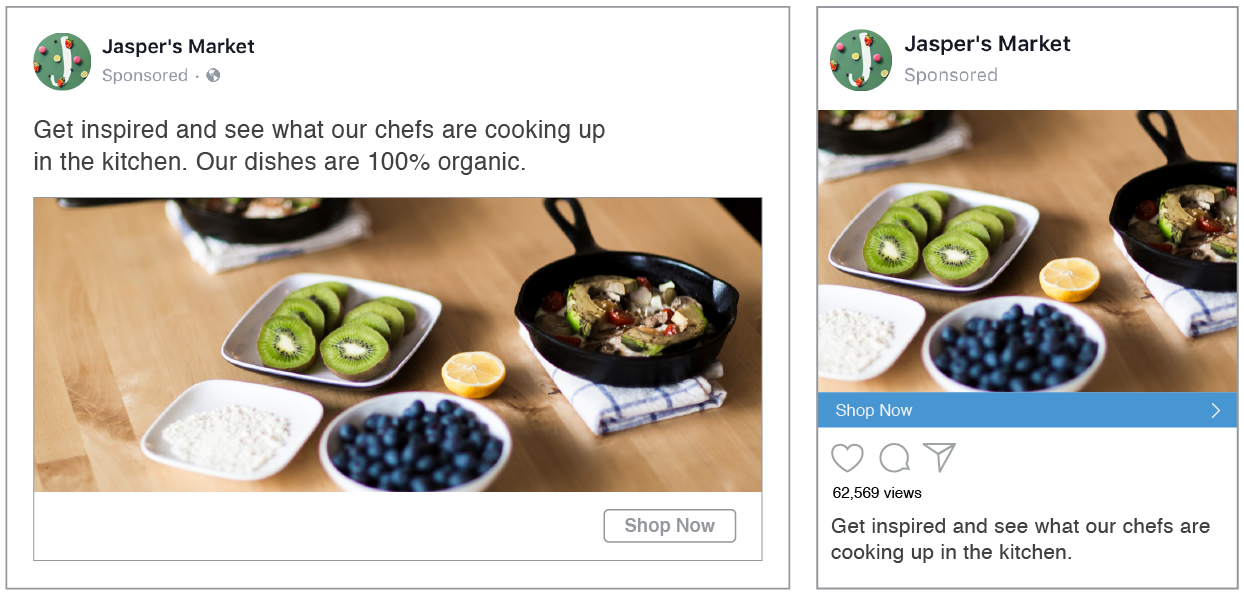 Jasper's Market
Sponsored ·
Get inspired and see what our chefs are cooking up
in the kitchen. Our dishes are 100% organic.
Shop Now
Jasper's Market
Sponsored
Shop Now
62,569 views
Get inspired and see what our chefs are
cooking up in the kitchen.